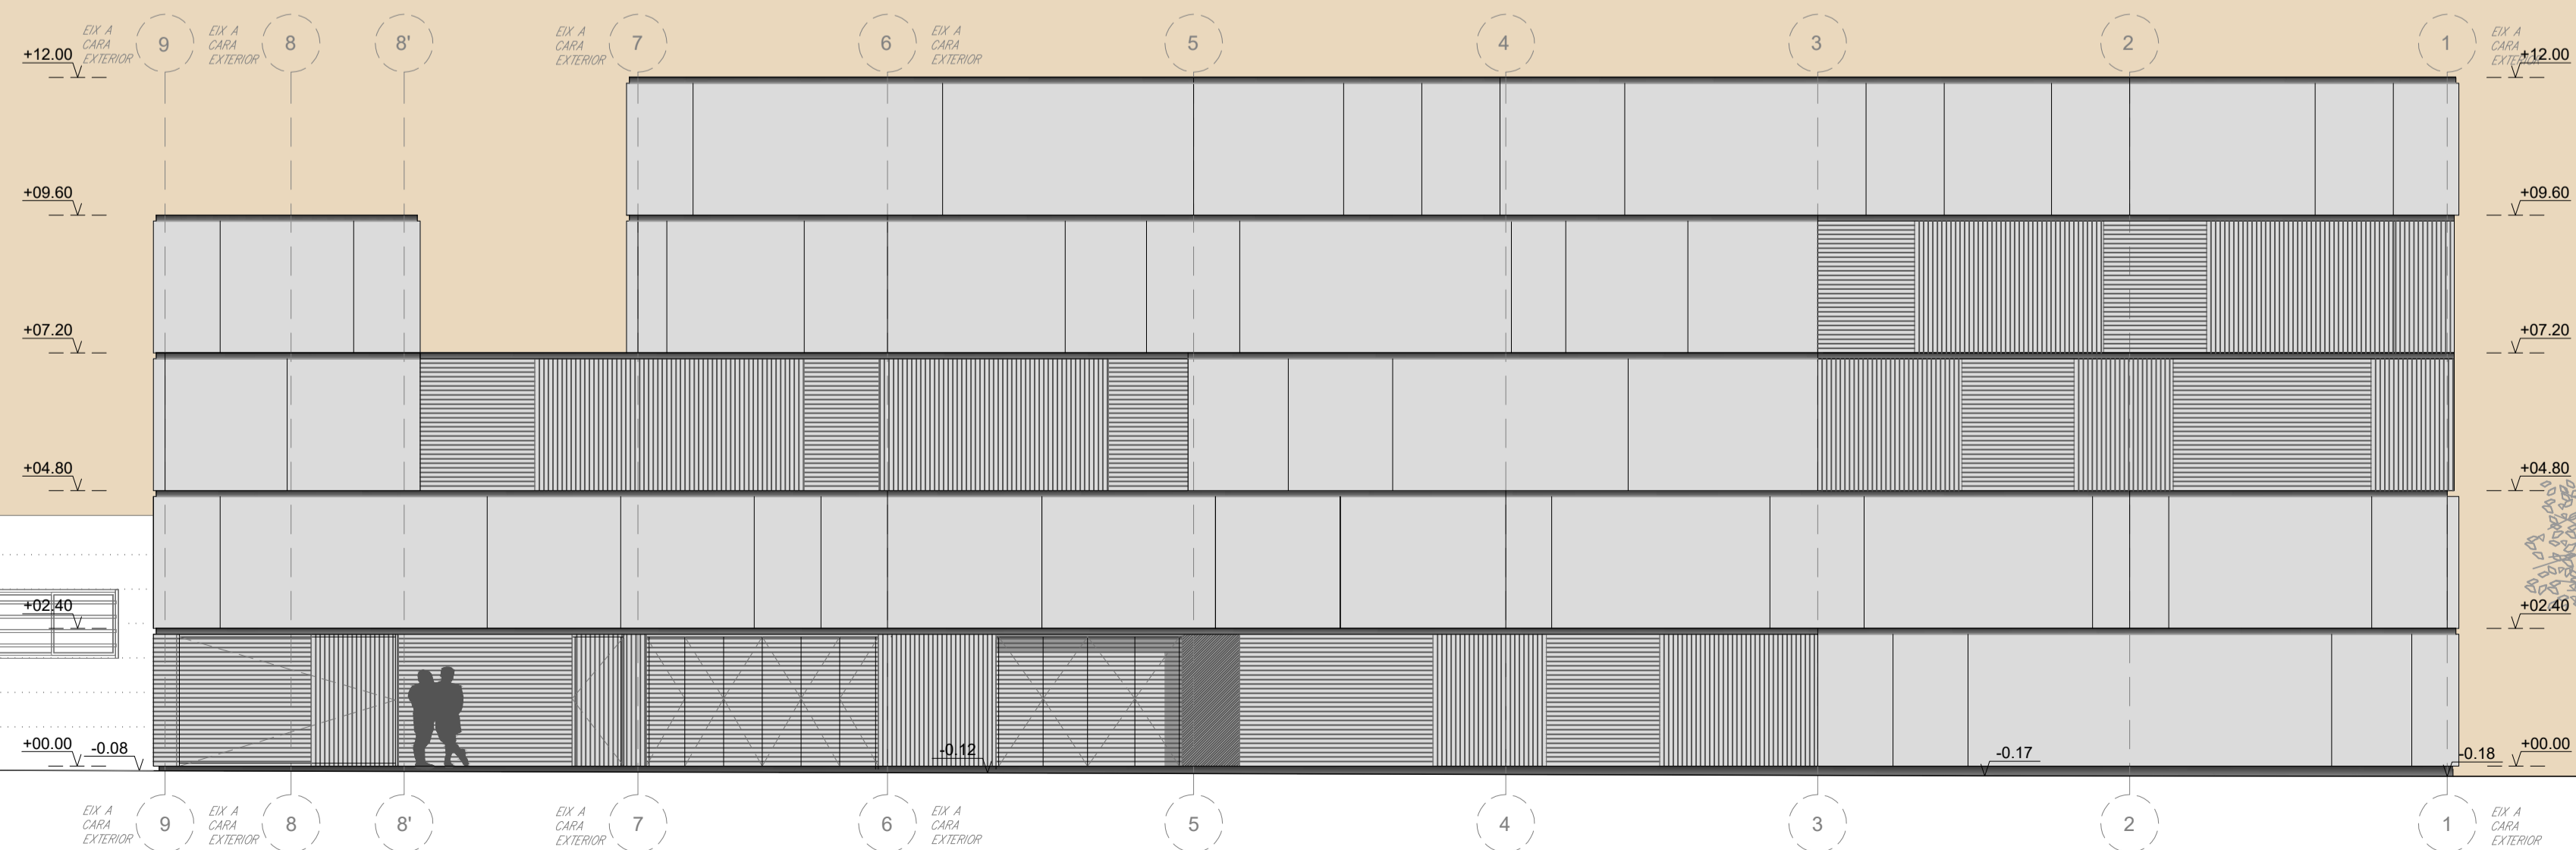 EIX A
CARA
EXTERIOR
9
EIX A
CARA
EXTERIOR
8
8'
EIX A
CARA
EXTERIOR
7
6
EIX A
CARA
EXTERIOR
5
4
3
2
1
EIX A
CARA
EXTERIOR
+12.00
+12.00
+09.60
+09.60
+07.20
+07.20
+04.80
+04.80
+02.40
+02.40
+00.00
-0.08
-0.12
-0.17
-0.18
+00.00
EIX A
CARA
EXTERIOR
9
EIX A
CARA
EXTERIOR
8
8'
EIX A
CARA
EXTERIOR
7
6
EIX A
CARA
EXTERIOR
5
4
3
2
1
EIX A
CARA
EXTERIOR